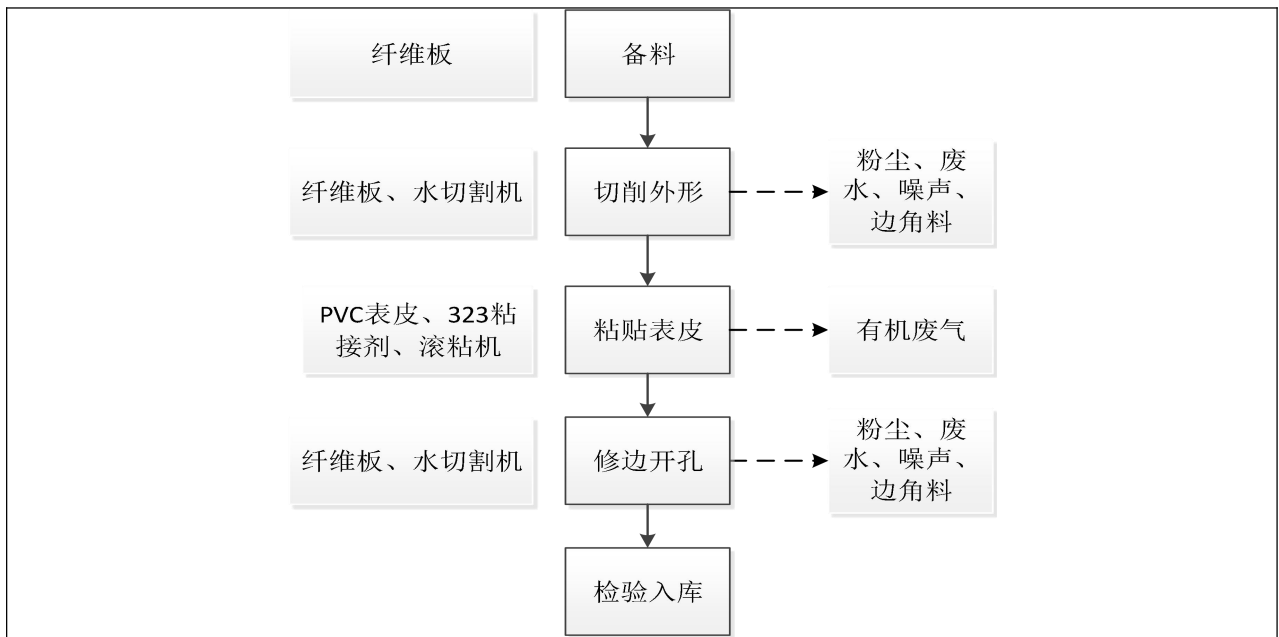 纤维板
备料
纤维板、水切割机
切削外形
粉尘、废
水、噪声、
边角料
PVC表皮、323粘
接剂、滚粘机
粘贴表皮
有机废气
纤维板、水切割机
修边开孔
粉尘、废
水、噪声、
边角料
检验入库